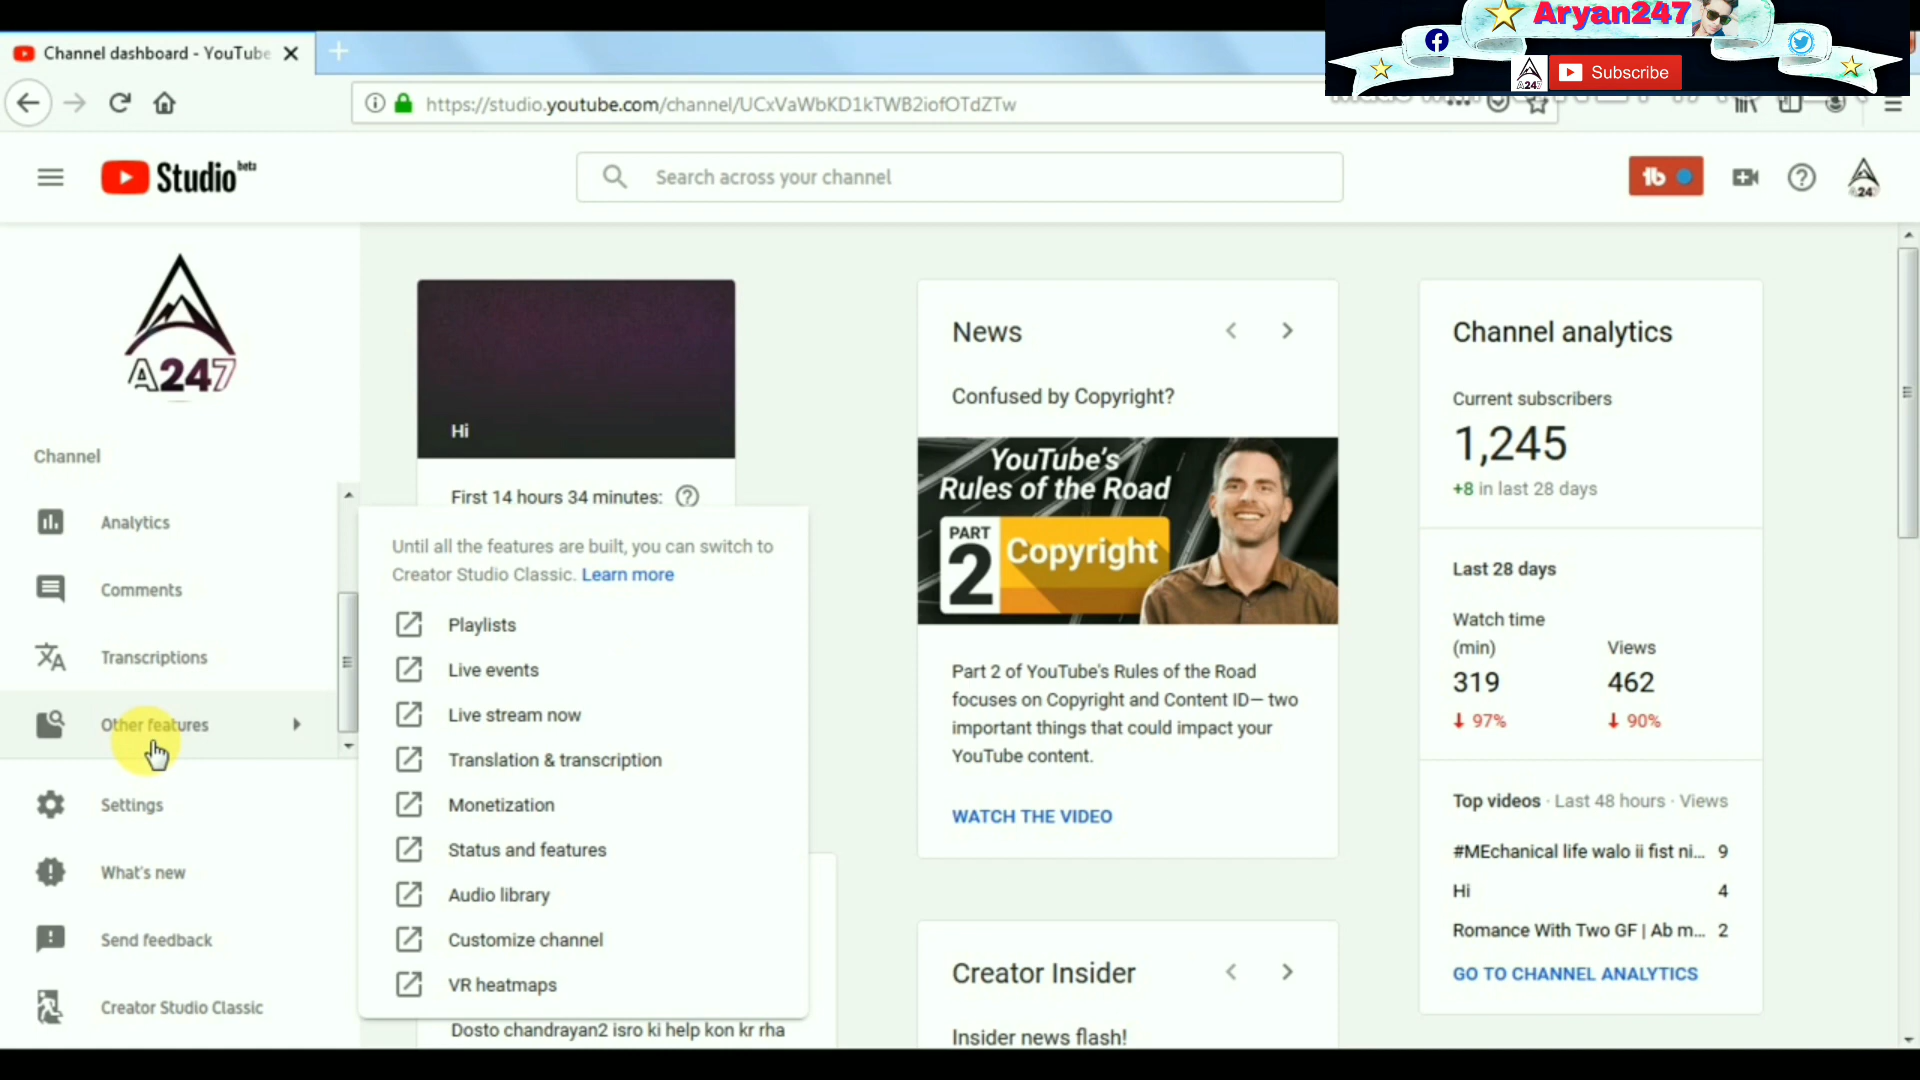 Aryan247
Subscribe
A247
Channel dashboard - YouTube
https://studio.youtube.com/channel/UCxVaWbKD1kTWB2iofOTdZTw
Studio beta
Search across your channel
A247
Channel
Analytics
Comments
Transcriptions
Other features
Settings
What's new
Send feedback
Creator Studio Classic
Hi
First 14 hours 34 minutes:
Until all the features are built, you can switch to
Creator Studio Classic. Learn more
Playlists
Live events
Live stream now
Translation & transcription
Monetization
Status and features
Audio library
Customize channel
VR heatmaps
Dosto chandrayan2 isro ki help kon kr rha
News
Confused by Copyright?
YouTube's
Rules of the Road
PART
2
Copyright
Part 2 of YouTube's Rules of the Road
focuses on Copyright and Content ID— two
important things that could impact your
YouTube content.
WATCH THE VIDEO
Creator Insider
Insider news flash!
Channel analytics
Current subscribers
1,245
+8 in last 28 days
Last 28 days
Watch time
(min)
Views
319
462
97%
90%
Top videos · Last 48 hours · Views
#MEchanical life walo ii fist ni... 9
Hi 4
Romance With Two GF | Ab m... 2
GO TO CHANNEL ANALYTICS